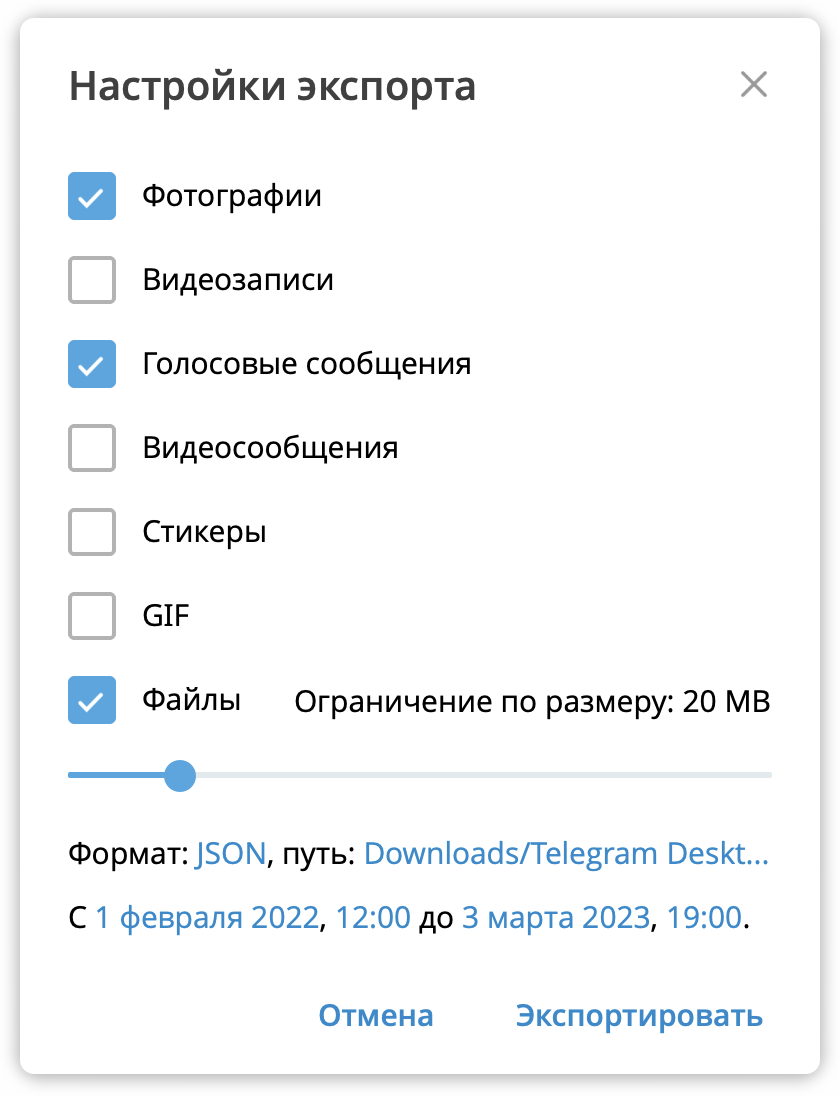 Настройки экспорта
Фотографии
Видеозаписи
Голосовые сообщения
Видеосообщения
Стикеры
GIF
Файлы Ограничение по размеру: 20 MB
Формат: JSON, путь: Downloads/Telegram Deskt...
С 1 февраля 2022, 12:00 до 3 марта 2023, 19:00.
Отмена Экспортировать